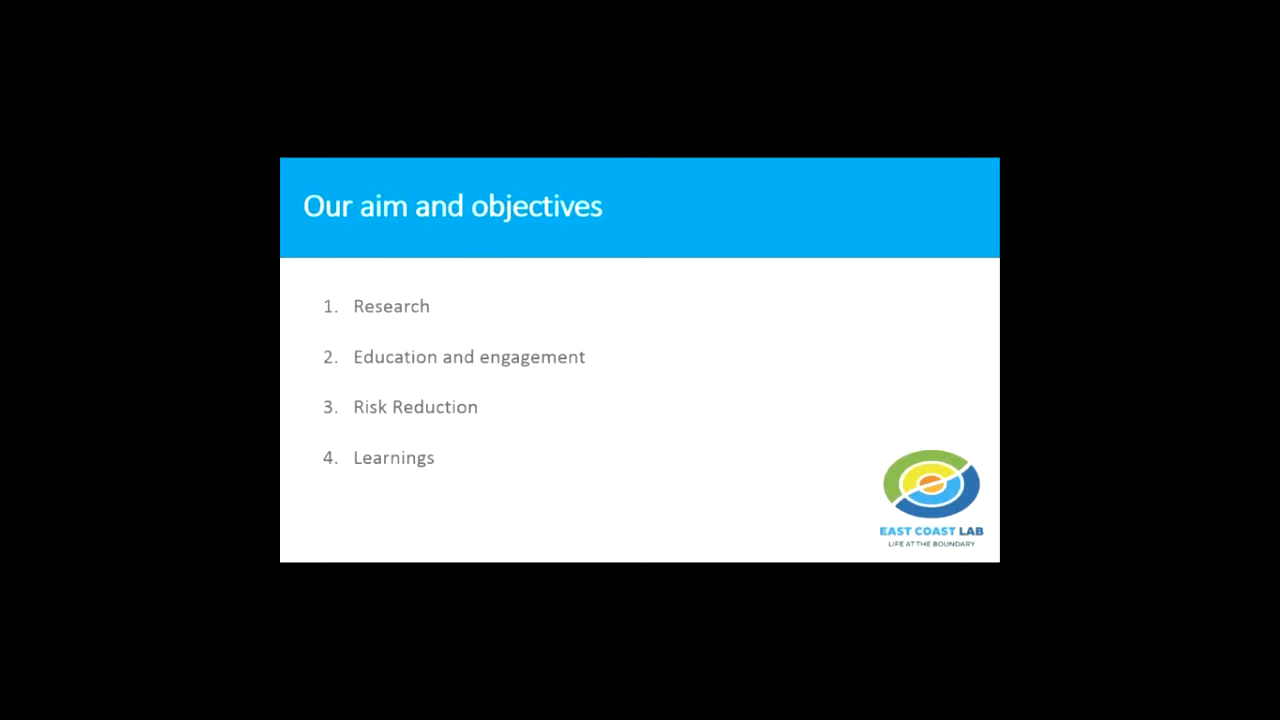 Our aim and objectives
1. Research
2. Education and engagement
3. Risk Reduction
4. Learnings
EAST COAST LAB
LIFE AT THE BOUNDARY